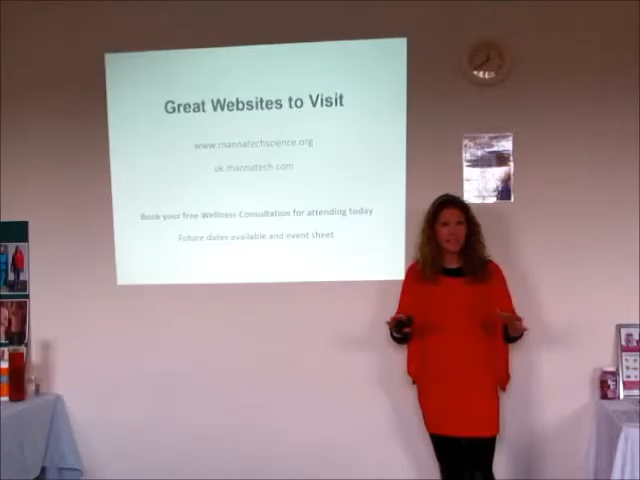 Great Websites to Visit
www.mannatechscience.org
uk.mannatech.com
Book your free Wellness Consultation for attending today
Future dates available and event sheet